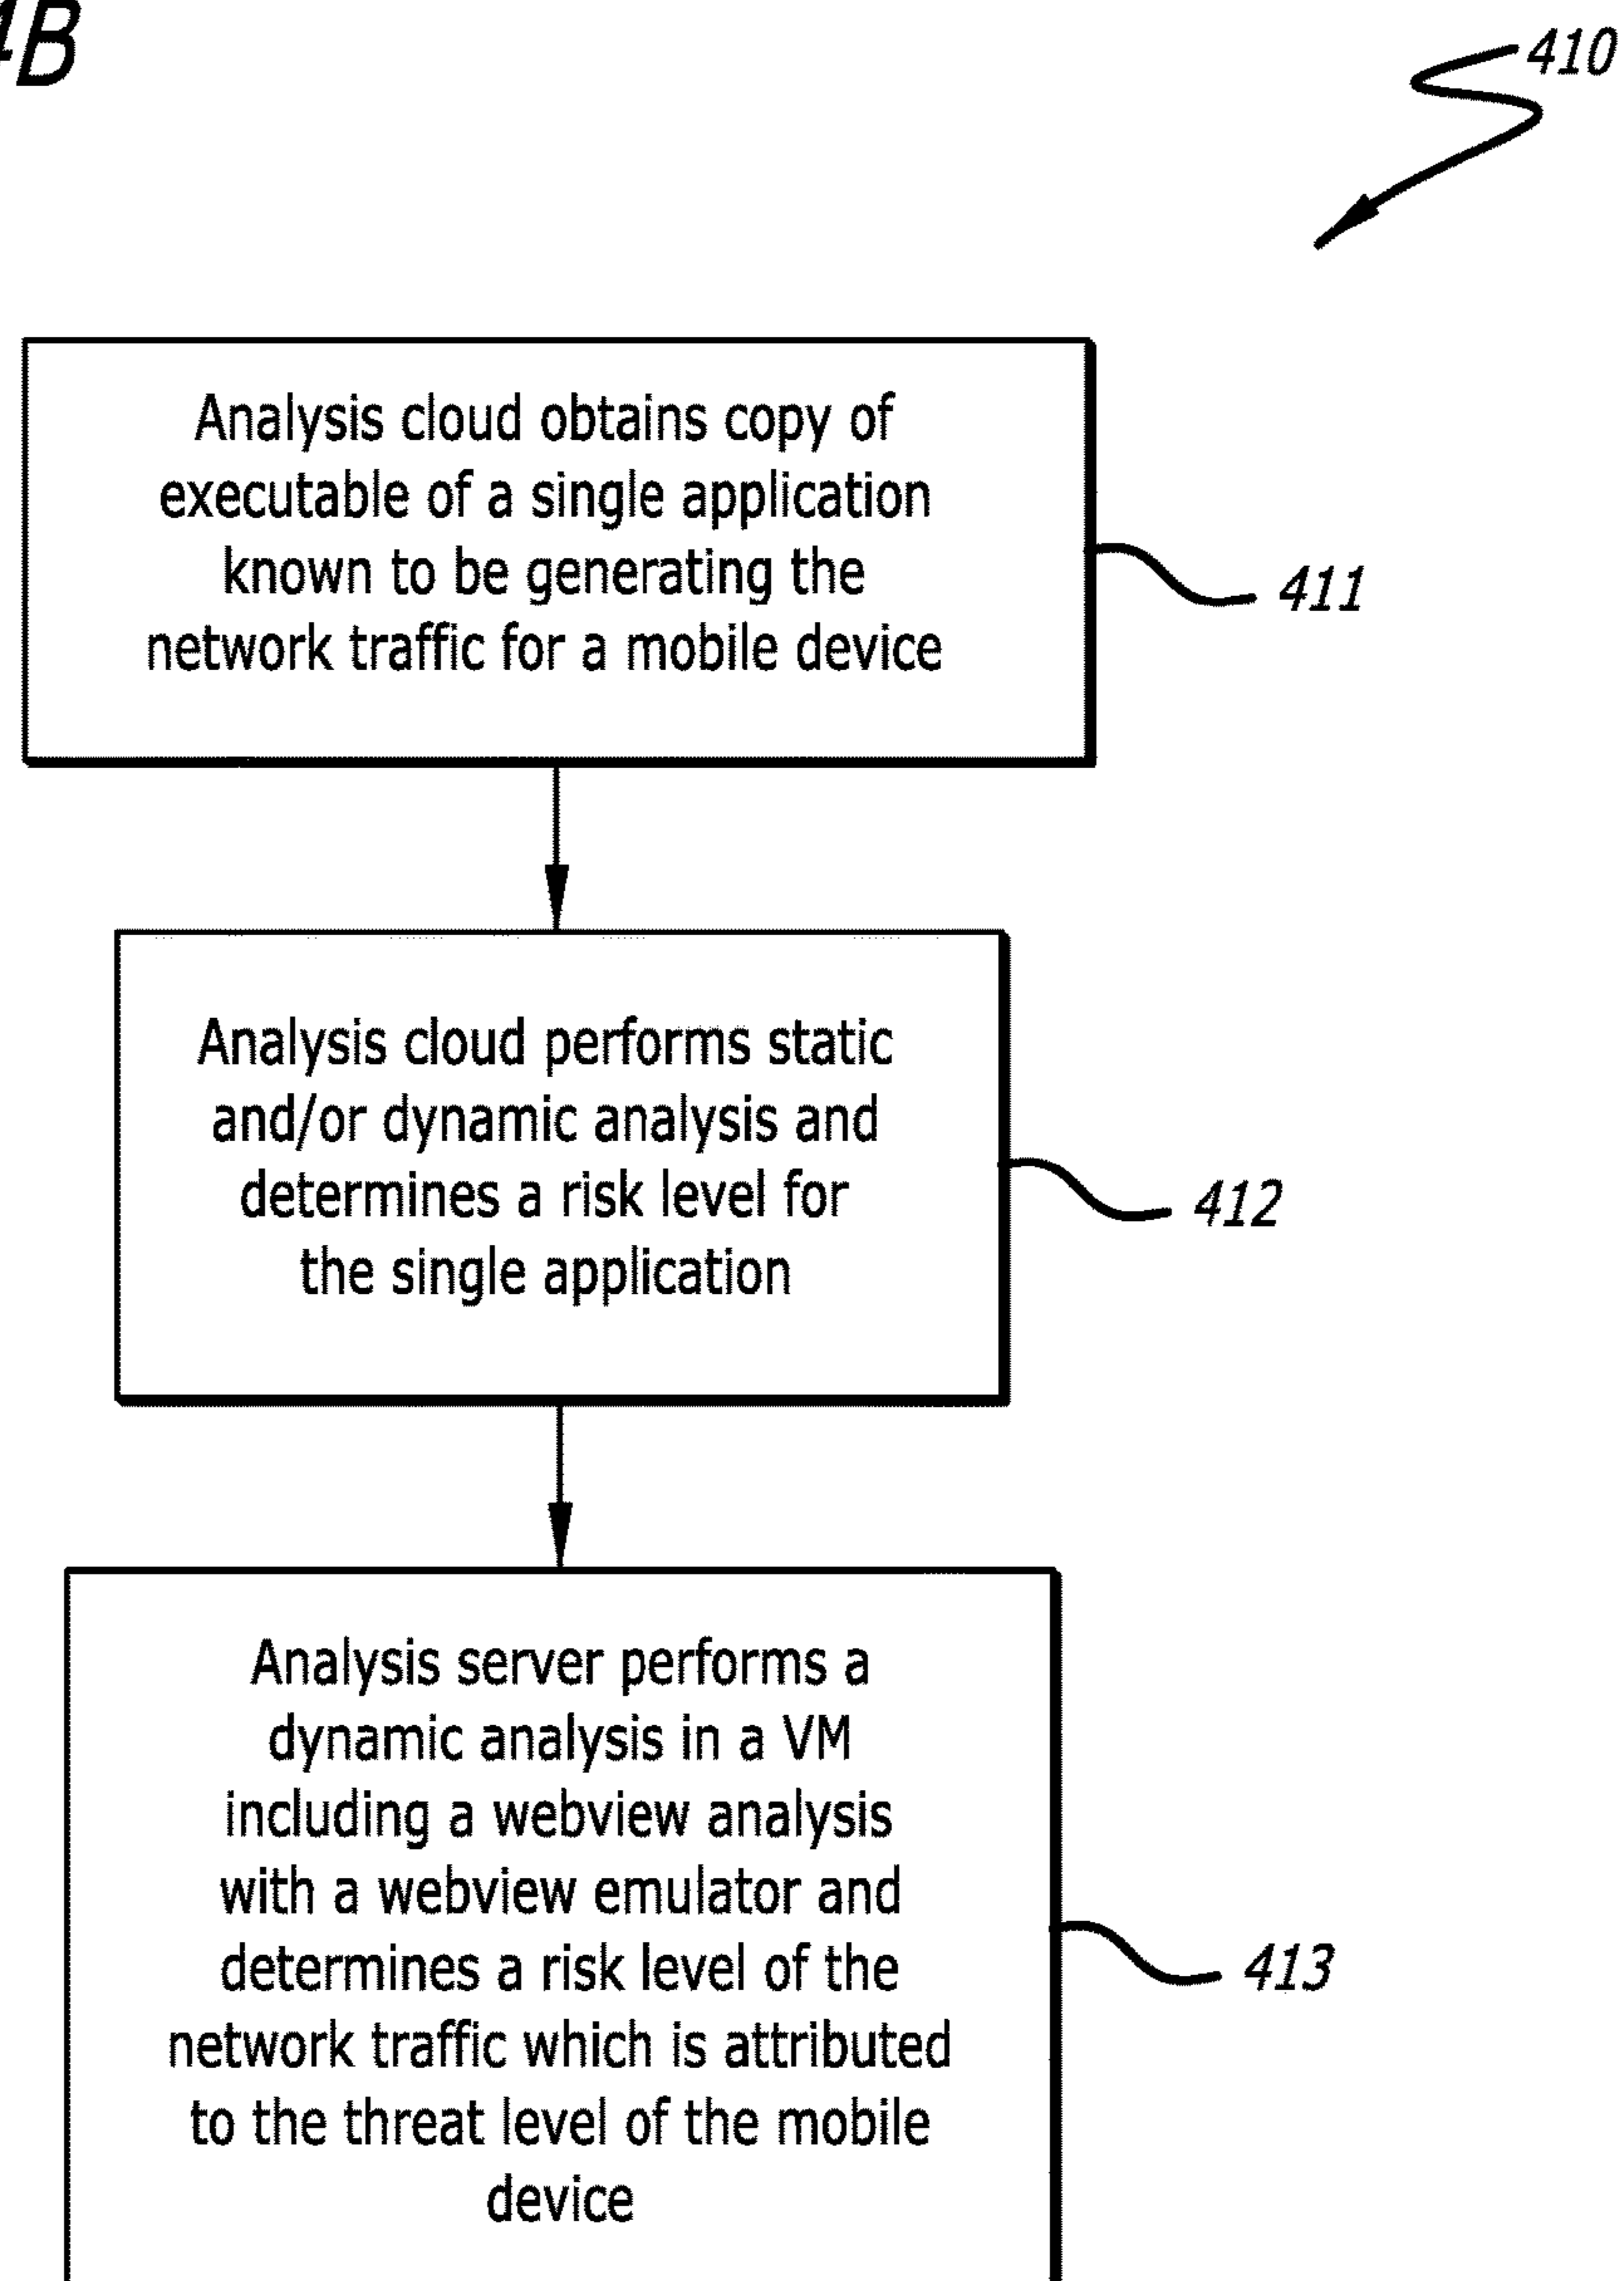 4B
410
Analysis cloud obtains copy of
executable of a single application
known to be generating the
network traffic for a mobile device
411
Analysis cloud performs static
and/or dynamic analysis and
determines a risk level for
the single application
412
Analysis server performs a
dynamic analysis in a VM
including a webview analysis
with a webview emulator and
determines a risk level of the
network traffic which is attributed
to the threat level of the mobile
device
413